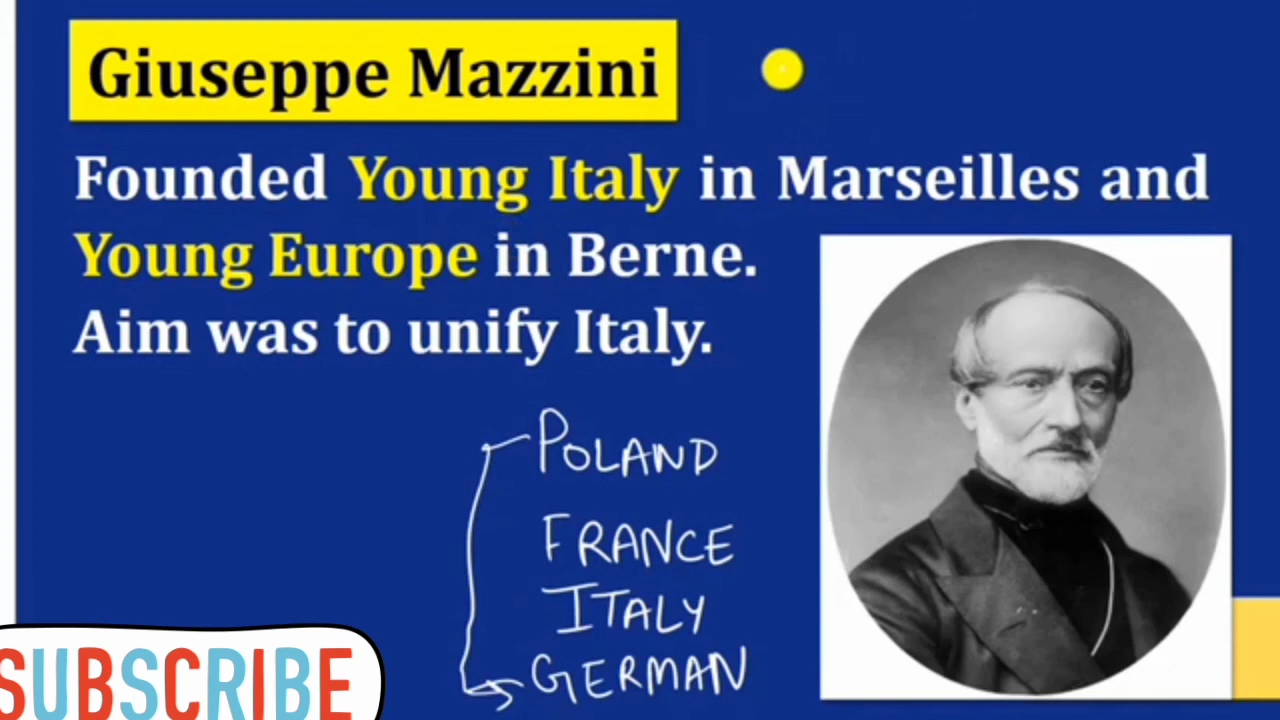 Giuseppe Mazzini
Founded Young Italy in Marseilles and
Young Europe in Berne.
Aim was to unify Italy.
POLAND
FRANCE
ITALY
GERMAN
SUBSCRIBE